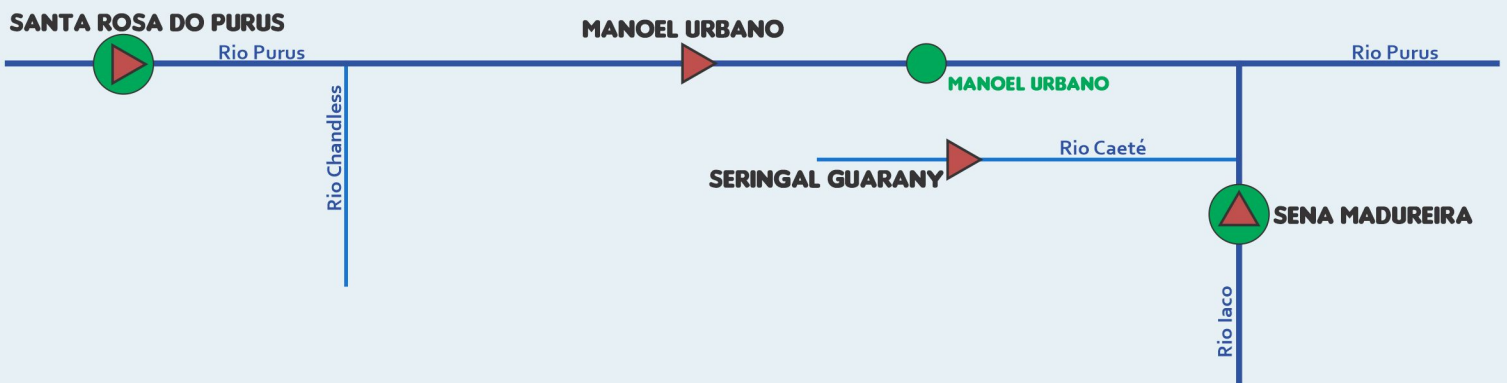 SANTA ROSA DO PURUS
Rio Purus
MANOEL URBANO
Rio Purus
MANOEL URBANO
Rio Chandless
Rio Caeté
SERINGAL GUARANY
SENA MADUREIRA
Rio Iaco